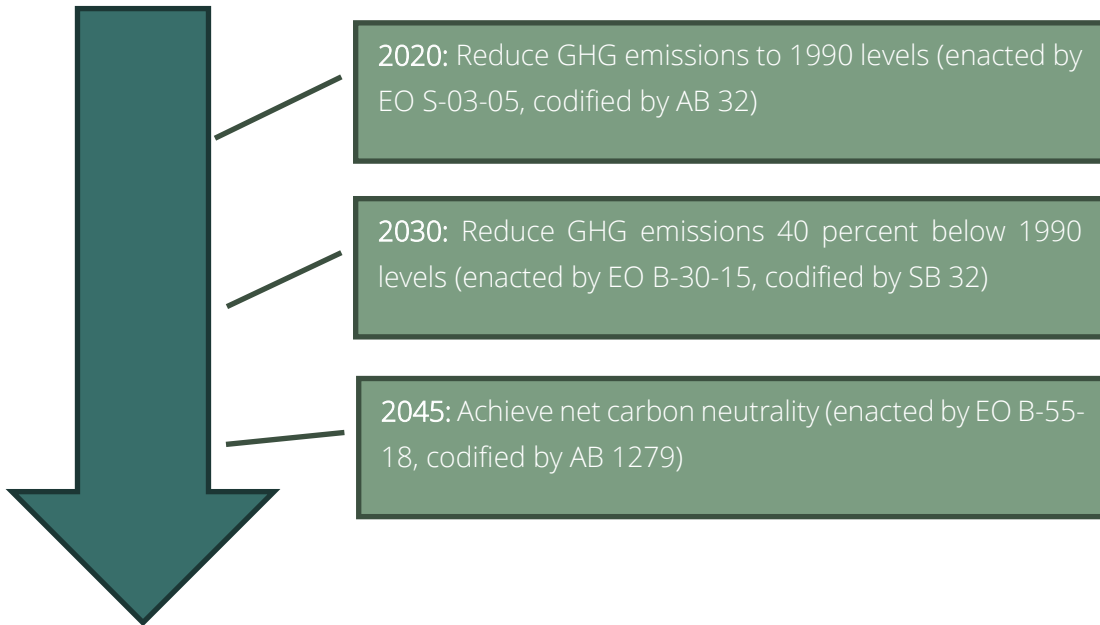 2020: Reduce GHG emissions to 1990 levels (enacted by
EO S-03-05, codified by AB 32)
2030: Reduce GHG emissions 40 percent below 1990
levels (enacted by EO B-30-15, codified by SB 32)
2045: Achieve net carbon neutrality (enacted by EO B-55-
18, codified by AB 1279)